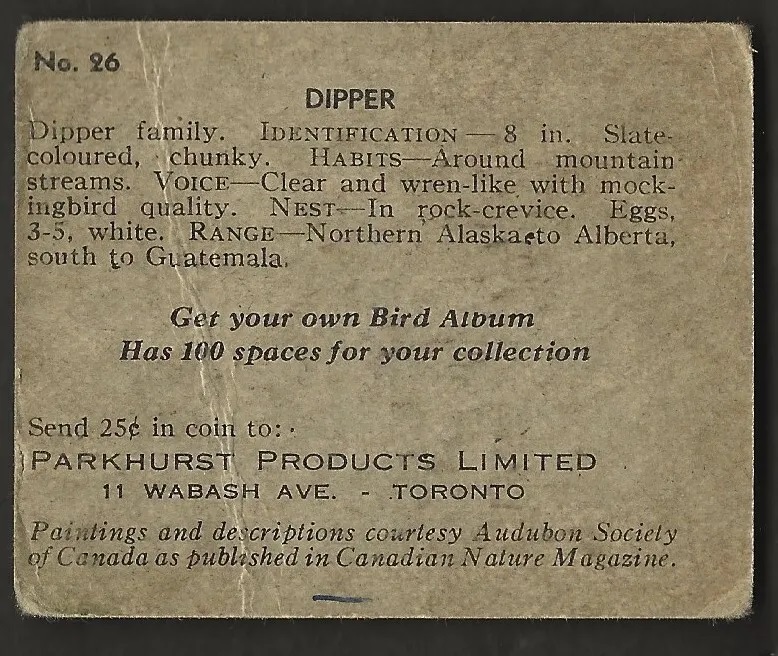 No. 26
DIPPER
Dipper family. IDENTIFICATION — 8 in. Slate-
coloured, chunky. HABITS—Around mountain
streams. VOICE—Clear and wren-like with mock-
ingbird quality. NEST—In rock-crevice. Eggs,
3-5, white. RANGE—Northern Alaska to Alberta,
south to Guatemala.
Get your own Bird Album
Has 100 spaces for your collection
Send 25¢ in coin to:
PARKHURST PRODUCTS LIMITED
11 WABASH AVE. - TORONTO
Paintings and descriptions courtesy Audubon Society
of Canada as published in Canadian Nature Magazine.